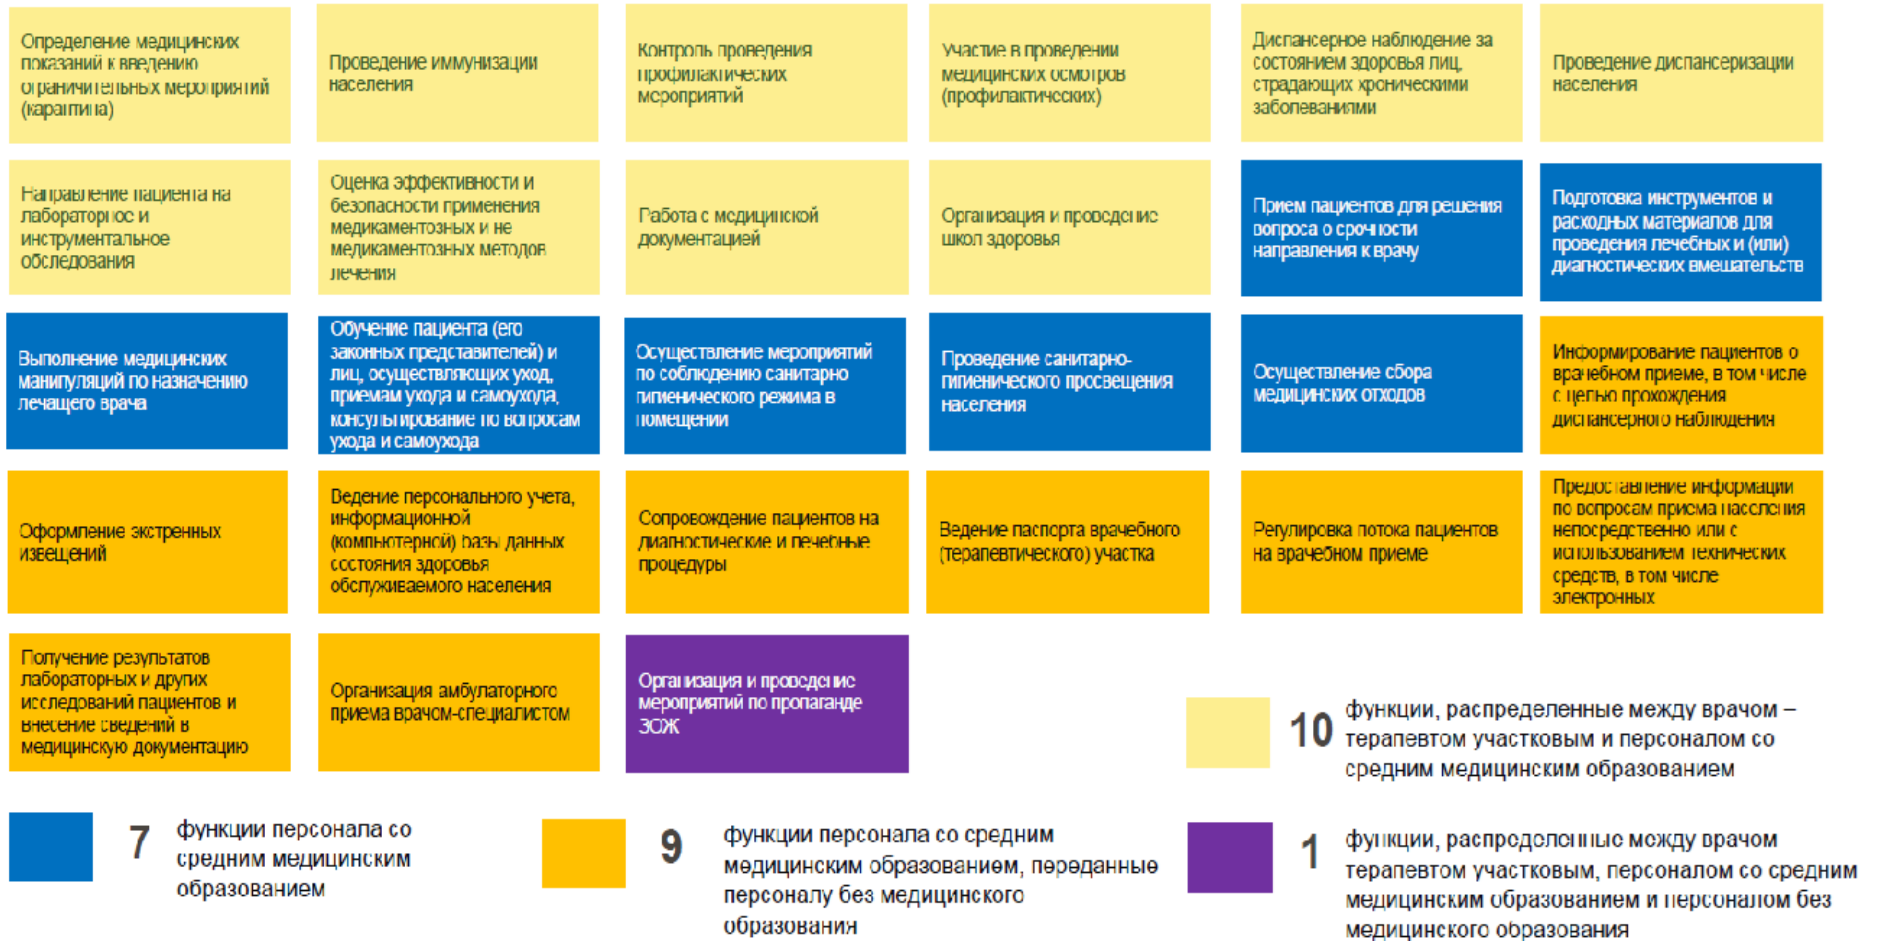 Определение медицинских
показаний к введению
ограничительных мероприятий
(карантина)
Проведение иммунизации
населения
Контроль проведения
профилактических
мероприятий
Участие в проведении
медицинских осмотров
(профилактических)
Диспансерное наблюдение за
состоянием здоровья лиц,
страдающих хроническими
заболеваниями
Проведение диспансеризации
населения
Направление пациента на
лабораторное и
инструментальное
обследования
Оценка эффективности и
безопасности применения
медикаментозных и не
медикаментозных методов
лечения
Работа с медицинской
документацией
Организация и проведение
школ здоровья
Прием пациентов для решения
вопроса о срочности
направления к врачу
Подготовка инструментов и
расходных материалов для
проведения лечебных и (или)
диагностических вмешательств
Выполнение медицинских
манипуляций по назначению
лечащего врача
Обучение пациента (его
законных представителей) и
лиц, осуществляющих уход,
приемам ухода и самоухода,
консультирование по вопросам
ухода и самоухода
Осуществление мероприятий
по соблюдению санитарно
гигиенического режима в
помещении
Проведение санитарно-
гигиенического просвещения
населения
Осуществление сбора
медицинских отходов
Информирование пациентов о
врачебном приеме, в том числе
с целью прохождения
диспансерного наблюдения
Оформление экстренных
извещений
Ведение персонального учета,
информационной
(компьютерной) базы данных
состояния здоровья
обслуживаемого населения
Сопровождение пациентов на
диагностические и лечебные
процедуры
Ведение паспорта врачебного
(терапевтического) участка
Регулировка потока пациентов
на врачебном приеме
Предоставление информации
по вопросам приема населения
непосредственно или с
использованием технических
средств, в том числе
электронных
Получение результатов
лабораторных и других
исследований пациентов и
внесение сведений в
медицинскую документацию
Организация амбулаторного
приема врачом-специалистом
Организация и проведение
мероприятий по пропаганде
ЗОЖ
10
функции, распределенные между врачом –
терапевтом участковым и персоналом со
средним медицинским образованием
7
функции персонала со
средним медицинским
образованием
9
функции персонала со средним
медицинским образованием, переданные
персоналу без медицинского
образования
1
функции, распределенные между врачом
терапевтом участковым, персоналом со средним
медицинским образованием и персоналом без
медицинского образования